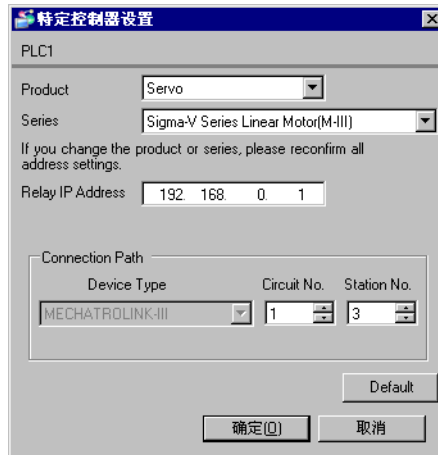 特定控制器设置
PLC1
Product Servo
Series Sigma-V Series Linear Motor(M-III)
If you change the product or series, please reconfirm all
address settings.
Relay IP Address 192. 168. 0. 1
Connection Path
Device Type Circuit No. Station No.
MECHATROLINK-III 1 3
Default
确定(O) 取消